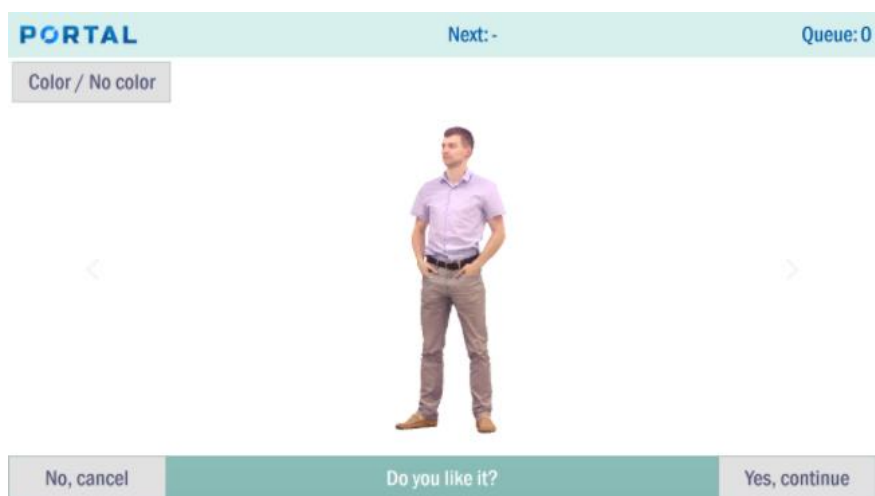 PORTAL
Next: -
Queue: 0
Color / No color
No, cancel
Do you like it?
Yes, continue